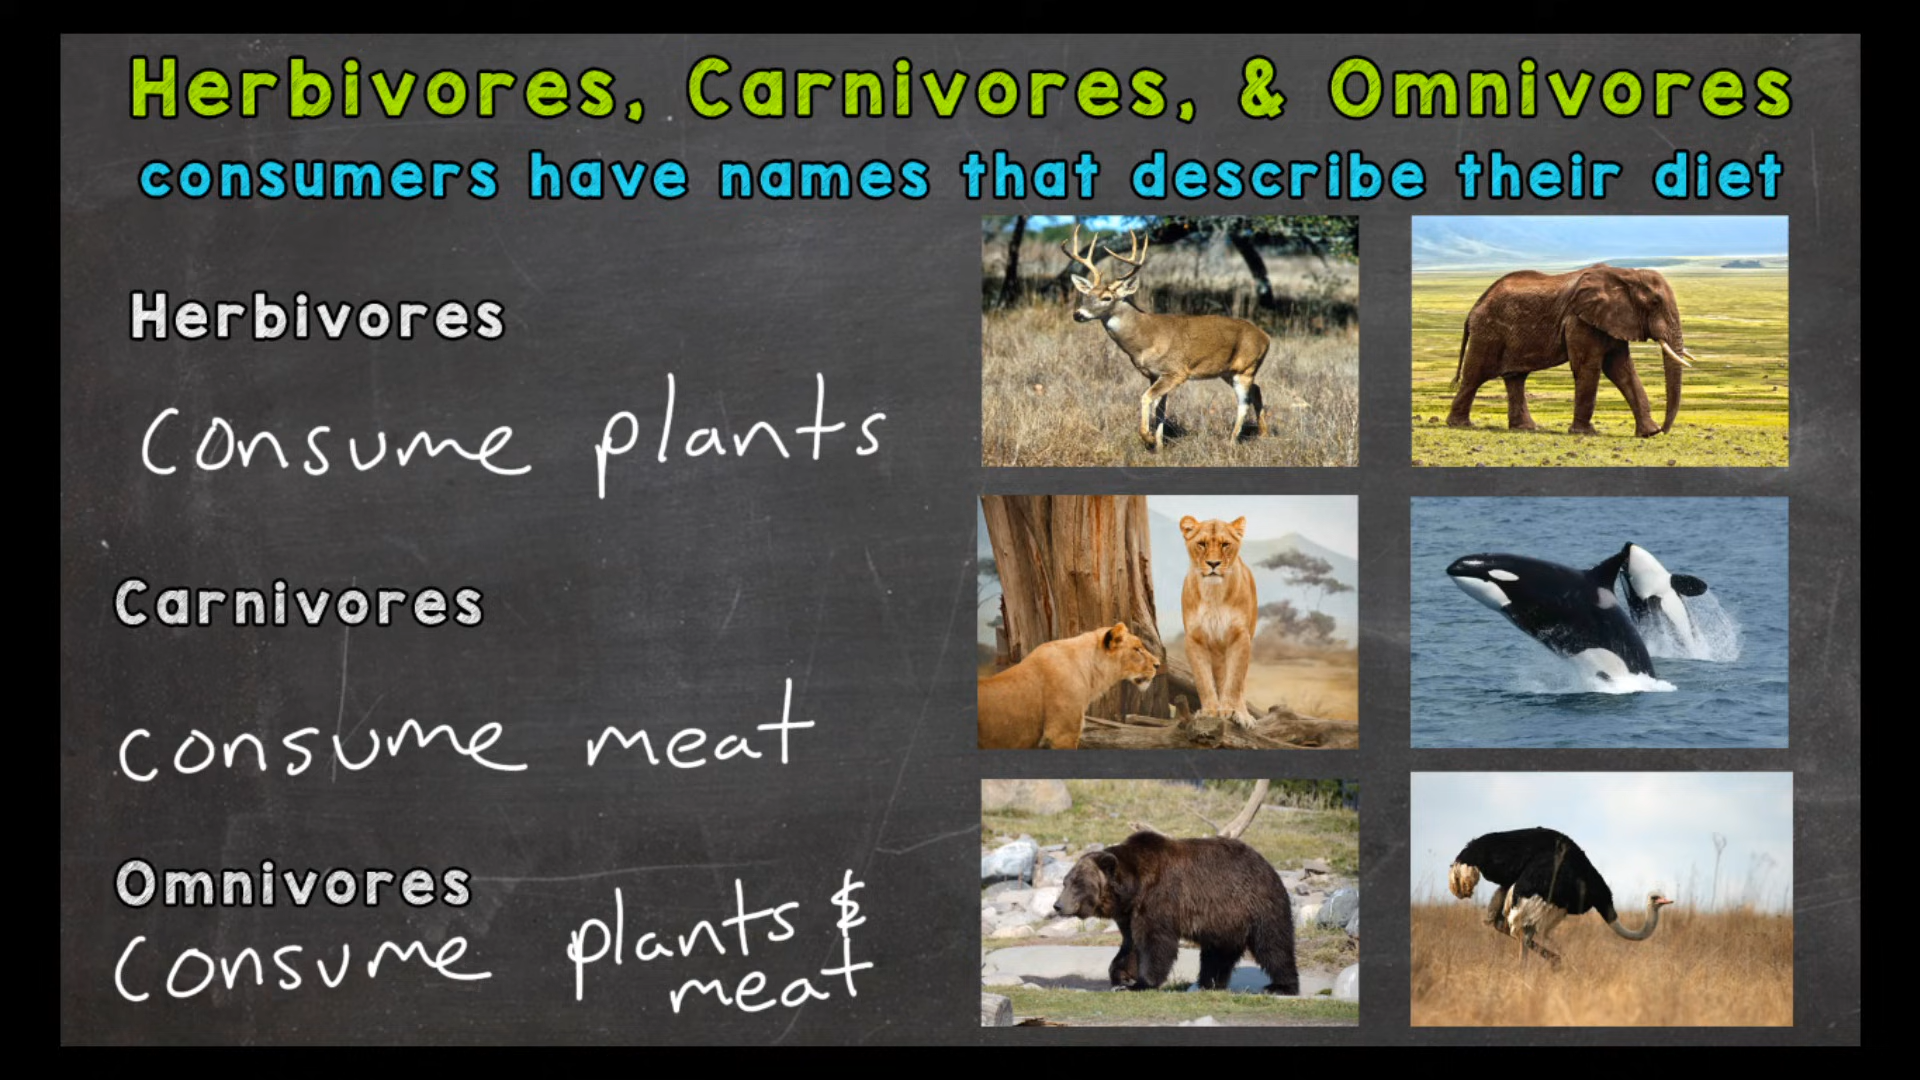 Herbivores, Carnivores, & Omnivores
consumers have names that describe their diet
Herbivores
consume plants
Carnivores
consume meat
Omnivores
consume plants &
meat